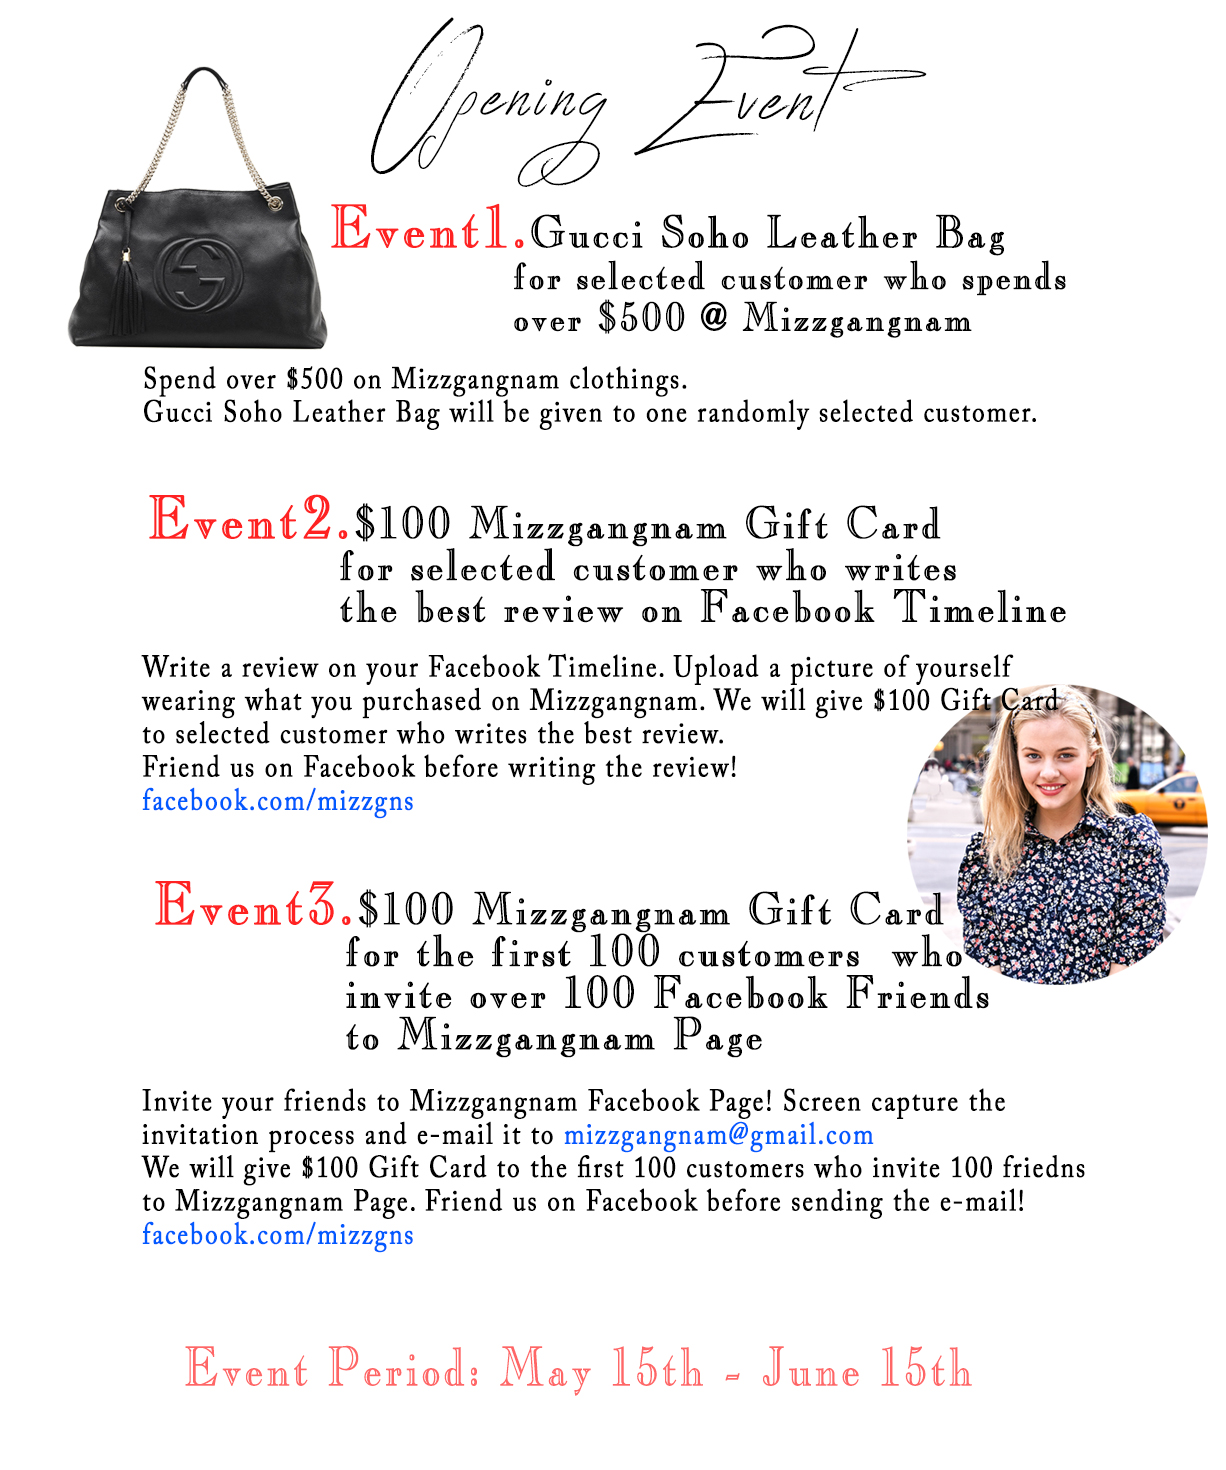 Opening Event
Event1.Gucci Soho Leather Bag
for selected customer who spends
over $500 @ Mizzgangnam
Spend over $500 on Mizzgangnam clothings.
Gucci Soho Leather Bag will be given to one randomly selected customer.
Event2.$100 Mizzgangnam Gift Card
for selected customer who writes
the best review on Facebook Timeline
Write a review on your Facebook Timeline. Upload a picture of yourself
wearing what you purchased on Mizzgangnam. We will give $100 Gift Card
to selected customer who writes the best review.
Friend us on Facebook before writing the review!
facebook.com/mizzgns
Event3.$100 Mizzgangnam Gift Card
for the first 100 customers who
invite over 100 Facebook Friends
to Mizzgangnam Page
Invite your friends to Mizzgangnam Facebook Page! Screen capture the
invitation process and e-mail it to mizzgangnam@gmail.com
We will give $100 Gift Card to the first 100 customers who invite 100 friedns
to Mizzgangnam Page. Friend us on Facebook before sending the e-mail!
facebook.com/mizzgns
Event Period: May 15th - June 15th